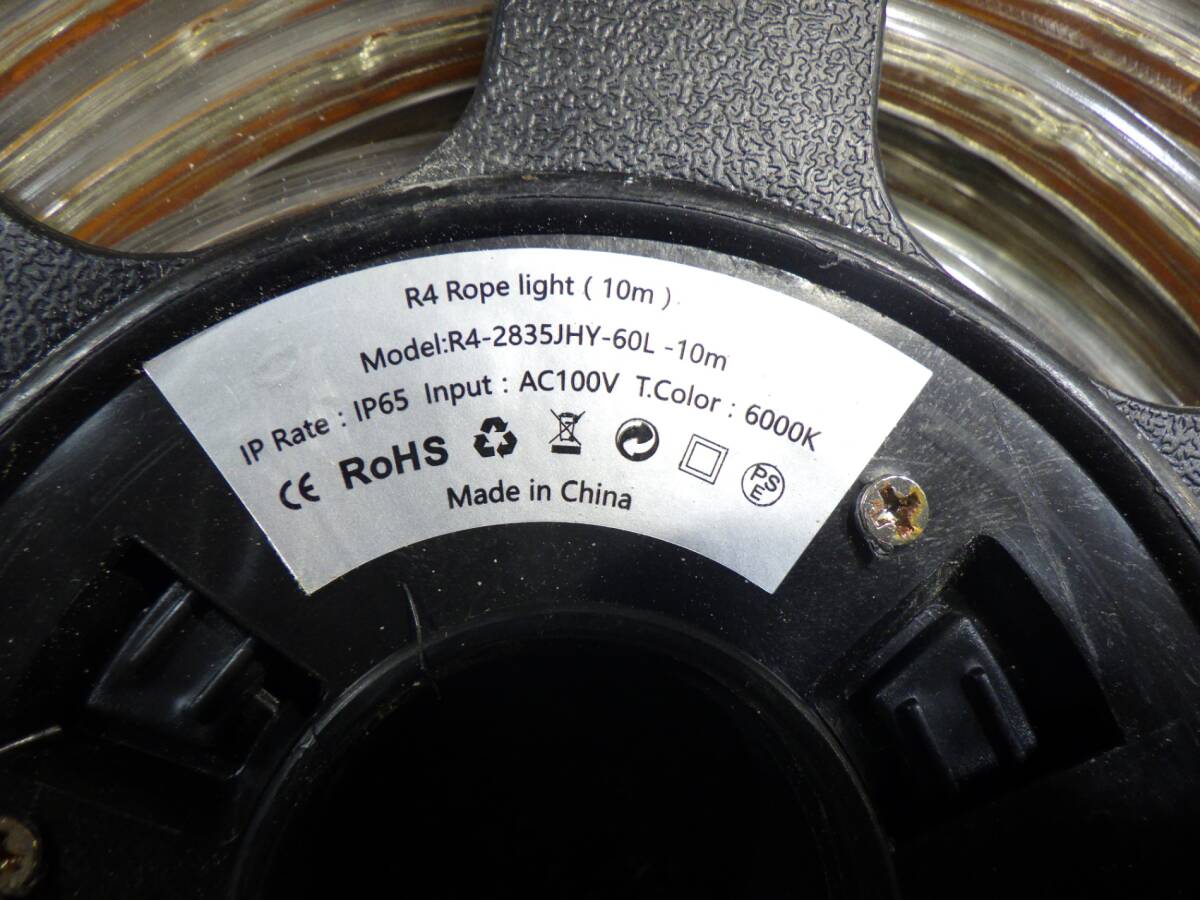 R4 Rope light ( 10m )
Model:R4-2835JHY-60L -10m
IP Rate : IP65 Input : AC100V T.Color : 6000K
CE RoHS PSE
Made in China